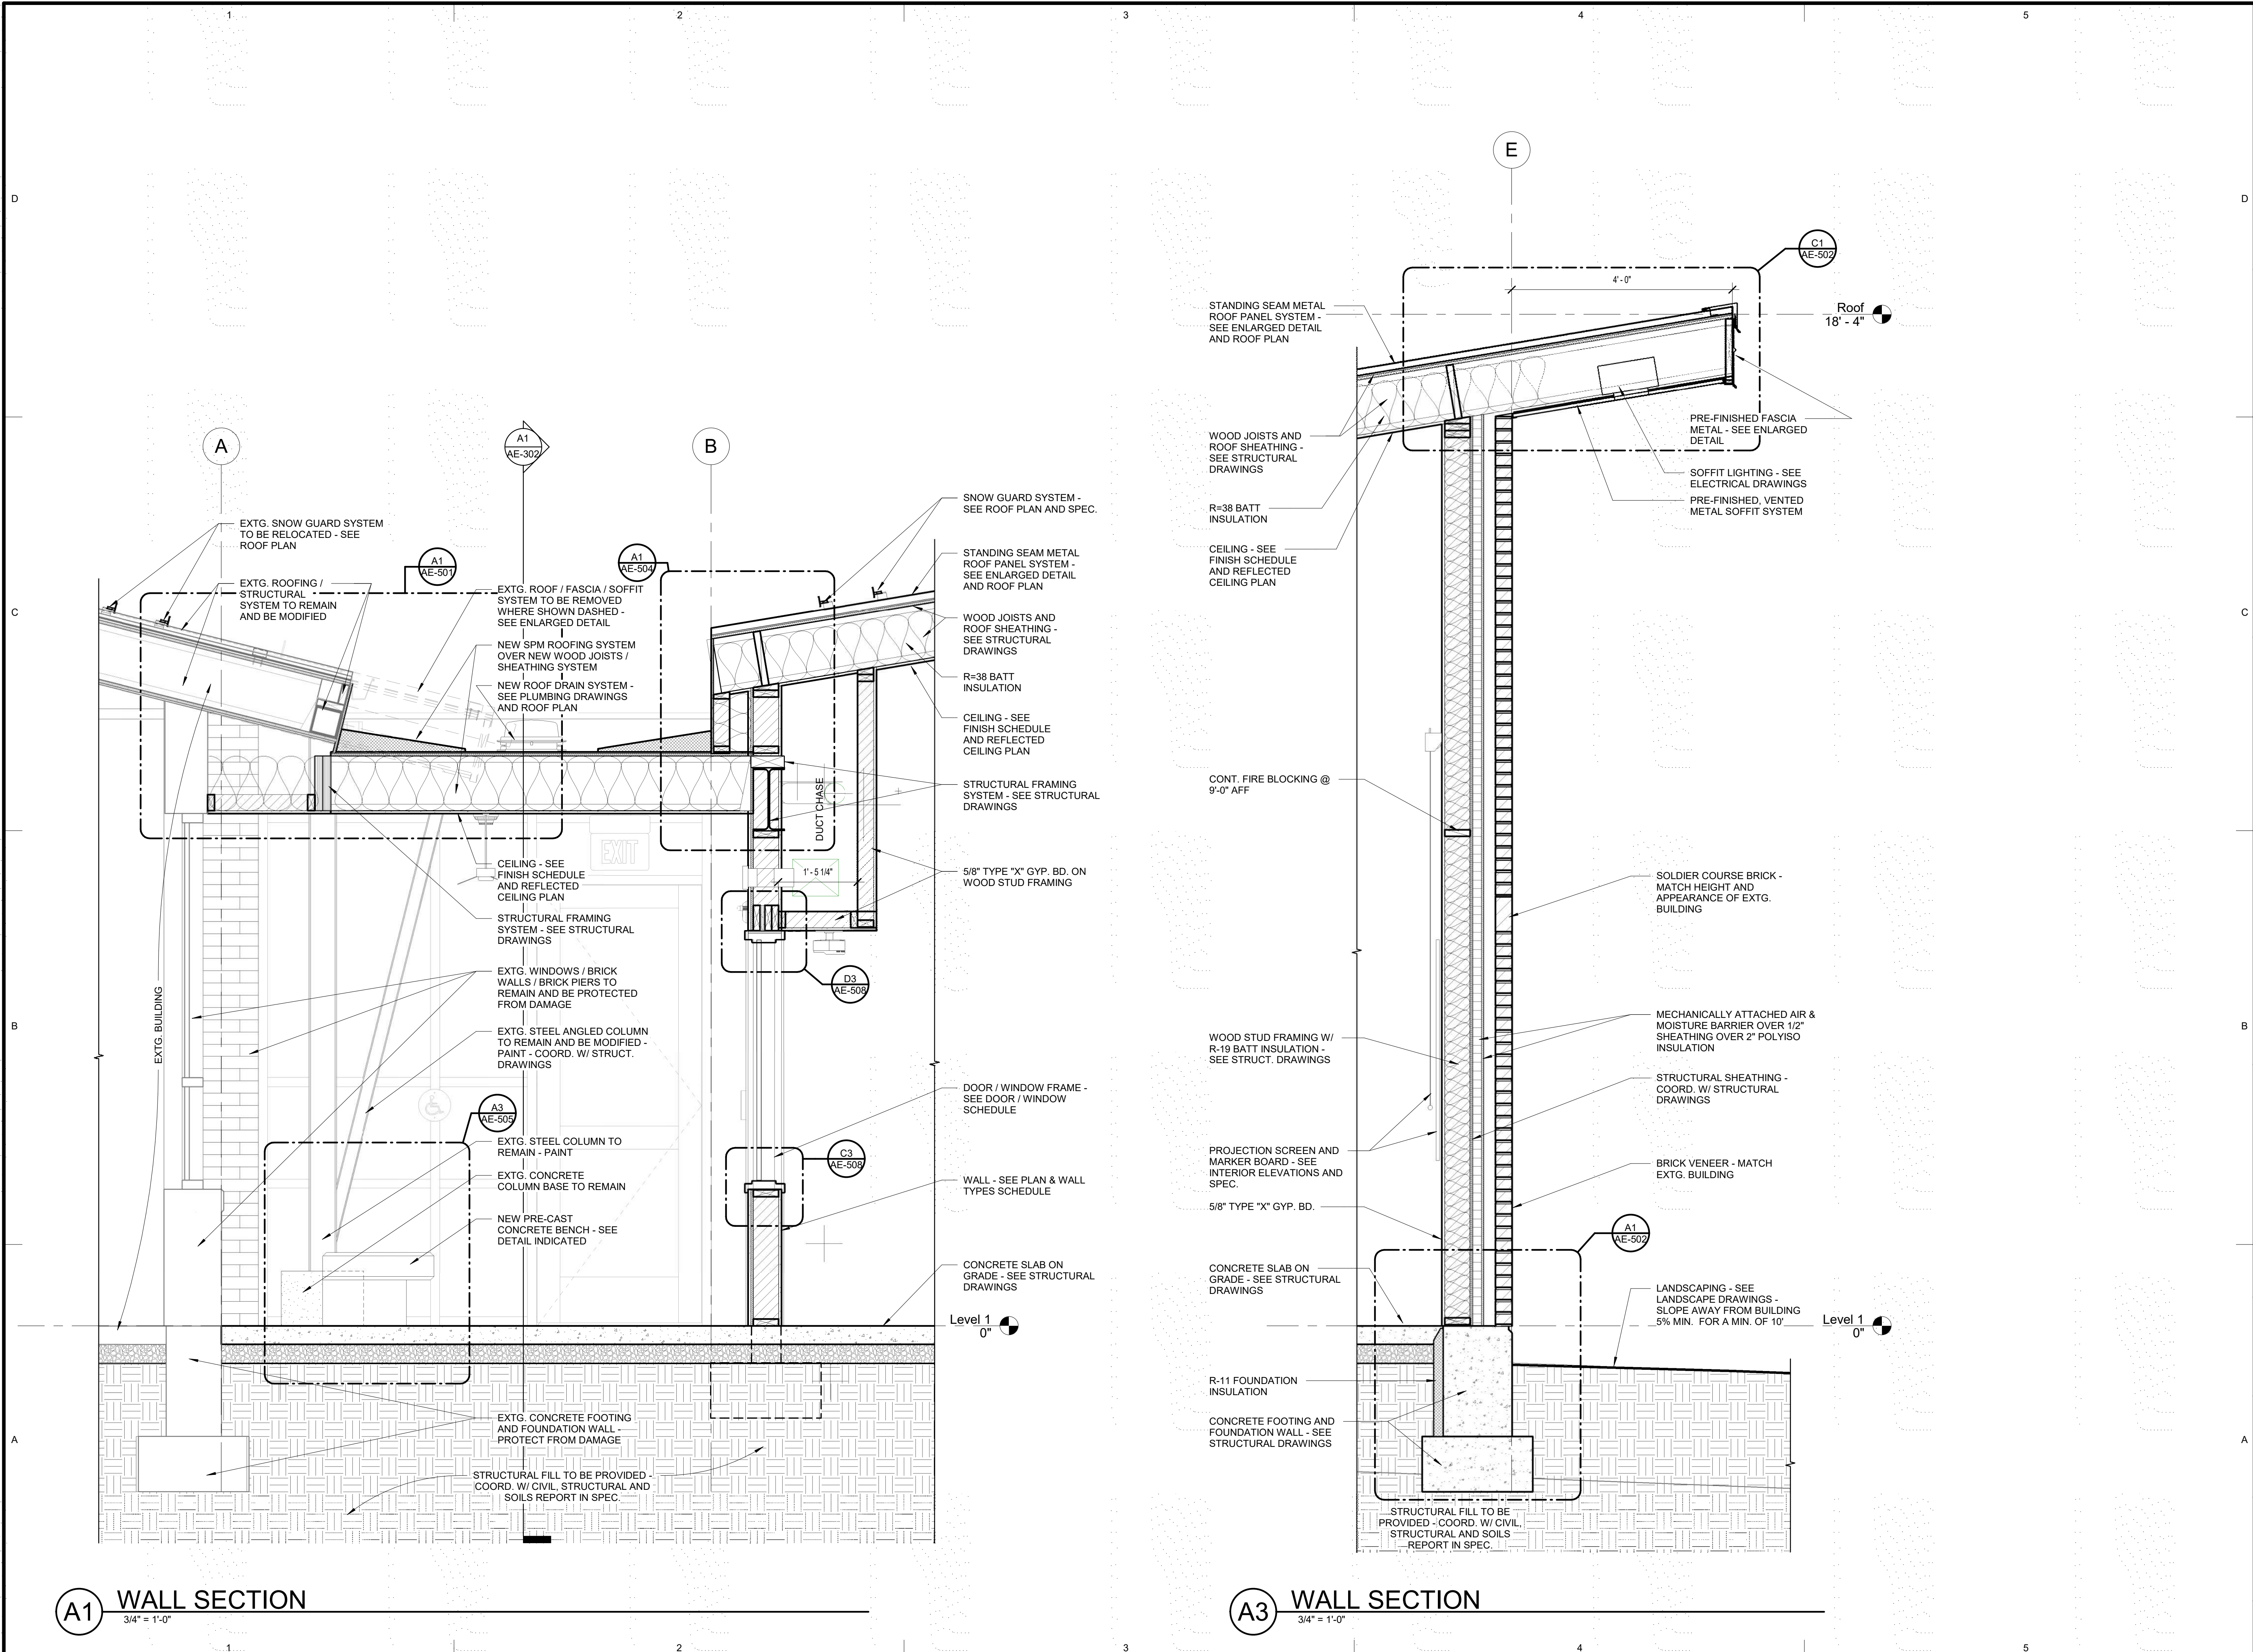 1
2
3
4
5
D
D
C
C
B
B
A
A
A
A1
AE-302
B
EXTG. SNOW GUARD SYSTEM
TO BE RELOCATED - SEE
ROOF PLAN
EXTG. ROOFING /
STRUCTURAL
SYSTEM TO REMAIN
AND BE MODIFIED
A1
AE-501
A1
AE-504
EXTG. ROOF / FASCIA / SOFFIT
SYSTEM TO BE REMOVED
WHERE SHOWN DASHED -
SEE ENLARGED DETAIL
NEW SPM ROOFING SYSTEM
OVER NEW WOOD JOISTS /
SHEATHING SYSTEM
NEW ROOF DRAIN SYSTEM -
SEE PLUMBING DRAWINGS
AND ROOF PLAN
EXIT
CEILING - SEE
FINISH SCHEDULE
AND REFLECTED
CEILING PLAN
STRUCTURAL FRAMING
SYSTEM - SEE STRUCTURAL
DRAWINGS
EXTG. WINDOWS / BRICK
WALLS / BRICK PIERS TO
REMAIN AND BE PROTECTED
FROM DAMAGE
EXTG. BUILDING
EXTG. STEEL ANGLED COLUMN
TO REMAIN AND BE MODIFIED -
PAINT - COORD. W/ STRUCT.
DRAWINGS
A3
AE-505
EXTG. STEEL COLUMN TO
REMAIN - PAINT
EXTG. CONCRETE
COLUMN BASE TO REMAIN
NEW PRE-CAST
CONCRETE BENCH - SEE
DETAIL INDICATED
EXTG. CONCRETE FOOTING
AND FOUNDATION WALL -
PROTECT FROM DAMAGE
STRUCTURAL FILL TO BE PROVIDED -
COORD. W/ CIVIL, STRUCTURAL AND
SOILS REPORT IN SPEC.
SNOW GUARD SYSTEM -
SEE ROOF PLAN AND SPEC.
STANDING SEAM METAL
ROOF PANEL SYSTEM -
SEE ENLARGED DETAIL
AND ROOF PLAN
WOOD JOISTS AND
ROOF SHEATHING -
SEE STRUCTURAL
DRAWINGS
R=38 BATT
INSULATION
CEILING - SEE
FINISH SCHEDULE
AND REFLECTED
CEILING PLAN
STRUCTURAL FRAMING
SYSTEM - SEE STRUCTURAL
DRAWINGS
DUCT CHASE
1' - 5 1/4"
5/8" TYPE "X" GYP. BD. ON
WOOD STUD FRAMING
D3
AE-508
DOOR / WINDOW FRAME -
SEE DOOR / WINDOW
SCHEDULE
C3
AE-508
WALL - SEE PLAN & WALL
TYPES SCHEDULE
CONCRETE SLAB ON
GRADE - SEE STRUCTURAL
DRAWINGS
Level 1
0"
A1
WALL SECTION
3/4" = 1'-0"
E
C1
AE-502
4' - 0"
Roof
18' - 4"
STANDING SEAM METAL
ROOF PANEL SYSTEM -
SEE ENLARGED DETAIL
AND ROOF PLAN
WOOD JOISTS AND
ROOF SHEATHING -
SEE STRUCTURAL
DRAWINGS
R=38 BATT
INSULATION
CEILING - SEE
FINISH SCHEDULE
AND REFLECTED
CEILING PLAN
CONT. FIRE BLOCKING @
9'-0" AFF
WOOD STUD FRAMING W/
R-19 BATT INSULATION -
SEE STRUCT. DRAWINGS
PROJECTION SCREEN AND
MARKER BOARD - SEE
INTERIOR ELEVATIONS AND
SPEC.
5/8" TYPE "X" GYP. BD.
CONCRETE SLAB ON
GRADE - SEE STRUCTURAL
DRAWINGS
R-11 FOUNDATION
INSULATION
CONCRETE FOOTING AND
FOUNDATION WALL - SEE
STRUCTURAL DRAWINGS
PRE-FINISHED FASCIA
METAL - SEE ENLARGED
DETAIL
SOFFIT LIGHTING - SEE
ELECTRICAL DRAWINGS
PRE-FINISHED, VENTED
METAL SOFFIT SYSTEM
SOLDIER COURSE BRICK -
MATCH HEIGHT AND
APPEARANCE OF EXTG.
BUILDING
MECHANICALLY ATTACHED AIR &
MOISTURE BARRIER OVER 1/2"
SHEATHING OVER 2" POLYISO
INSULATION
STRUCTURAL SHEATHING -
COORD. W/ STRUCTURAL
DRAWINGS
BRICK VENEER - MATCH
EXTG. BUILDING
A1
AE-502
LANDSCAPING - SEE
LANDSCAPE DRAWINGS -
SLOPE AWAY FROM BUILDING
5% MIN. FOR A MIN. OF 10'
Level 1
0"
STRUCTURAL FILL TO BE
PROVIDED - COORD. W/ CIVIL,
STRUCTURAL AND SOILS
REPORT IN SPEC.
A3
WALL SECTION
3/4" = 1'-0"
1
2
3
4
5